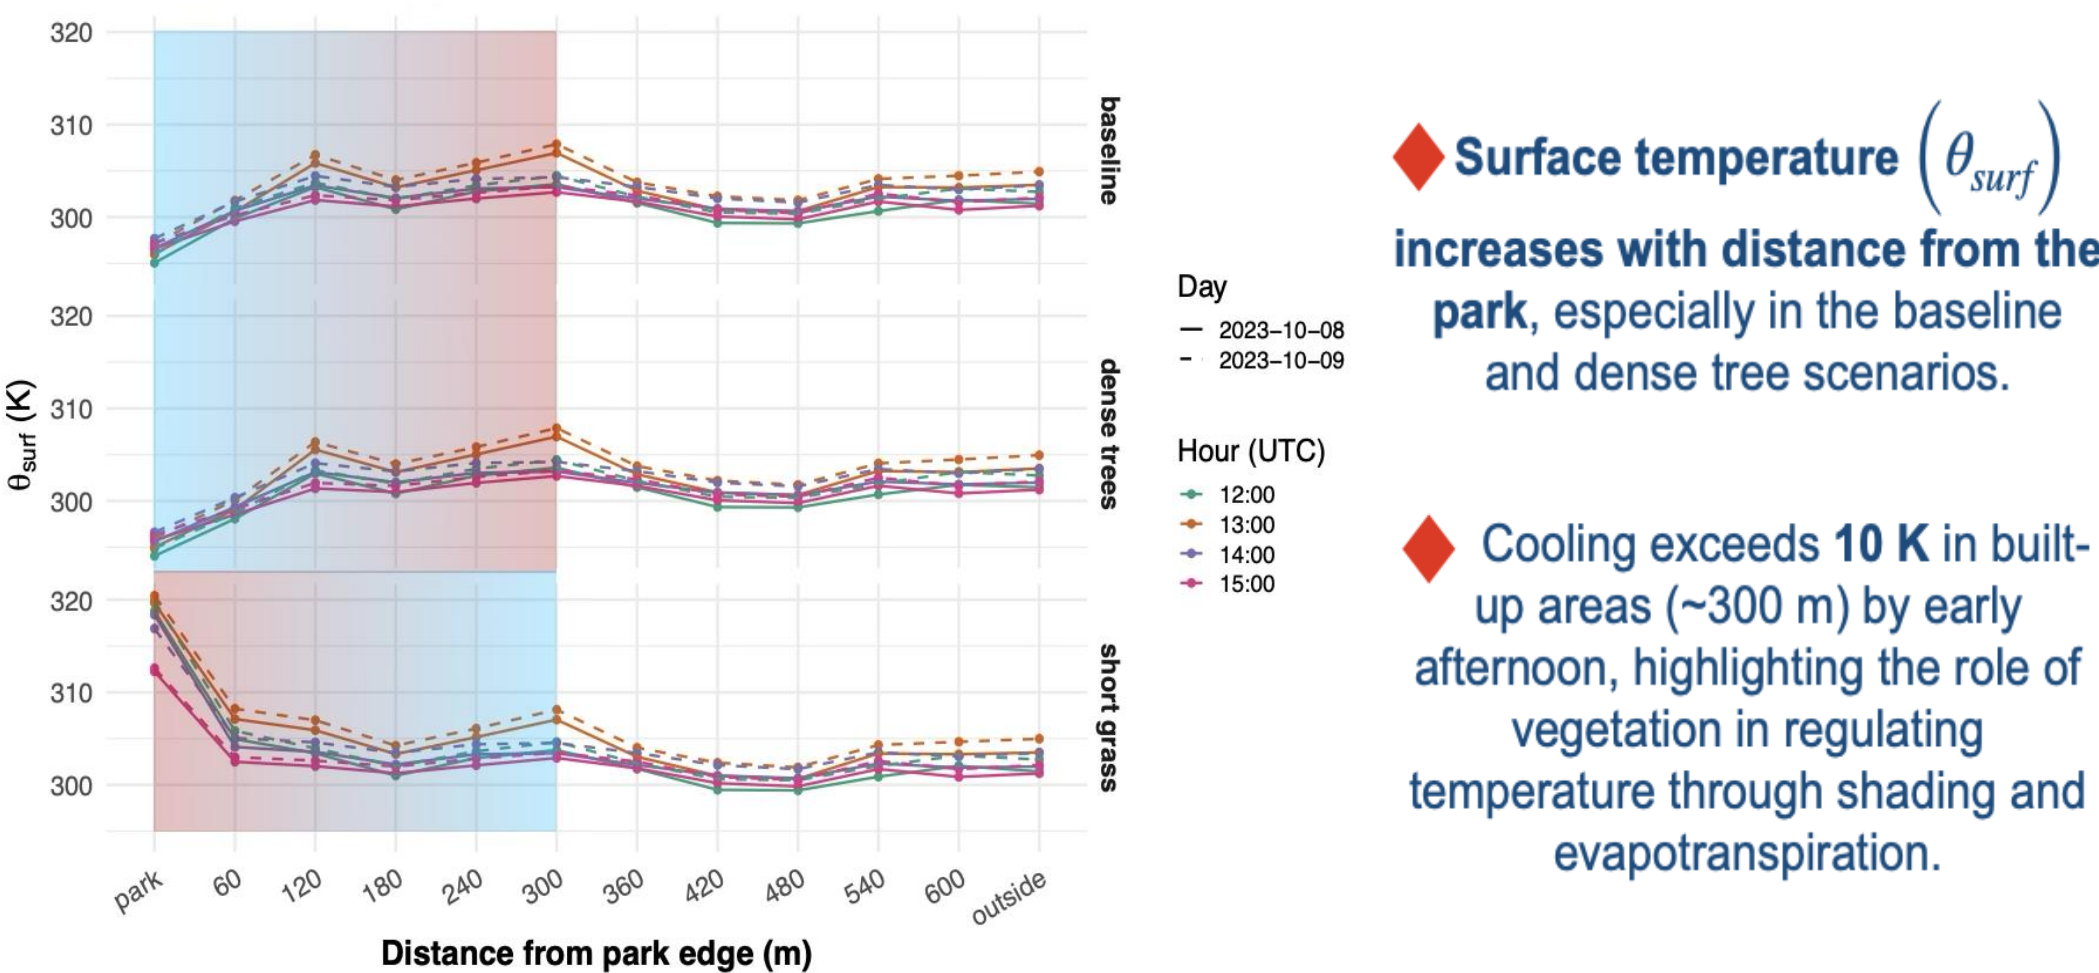 320
310
300
baseline
320
310
300
dense trees
320
310
300
short grass
θsurf (K)
park 60 120 180 240 300 360 420 480 540 600 outside
Distance from park edge (m)
Day
2023−10−08
2023−10−09
Hour (UTC)
12:00
13:00
14:00
15:00
Surface temperature (θsurf)
increases with distance from the
park, especially in the baseline
and dense tree scenarios.
Cooling exceeds 10 K in built-
up areas (~300 m) by early
afternoon, highlighting the role of
vegetation in regulating
temperature through shading and
evapotranspiration.